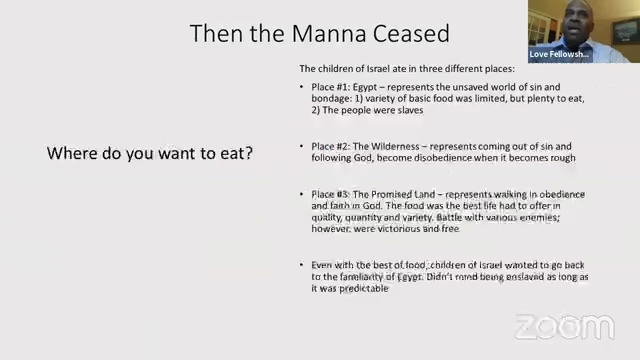 Then the Manna Ceased
Love Fellowsh...
The children of Israel ate in three different places:
• Place #1: Egypt – represents the unsaved world of sin and
bondage: 1) variety of basic food was limited, but plenty to eat,
2) The people were slaves
Where do you want to eat?
• Place #2: The Wilderness – represents coming out of sin and
following God, become disobedience when it becomes rough
• Place #3: The Promised Land – represents walking in obedience
and faith in God. The food was the best life had to offer in
quality, quantity and variety. Battle with various enemies;
however, were victorious and free.
• Even with the best of food, children of Israel wanted to go back
to the familiarity of Egypt. Didn't mind being enslaved as long as
it was predictable
zoom